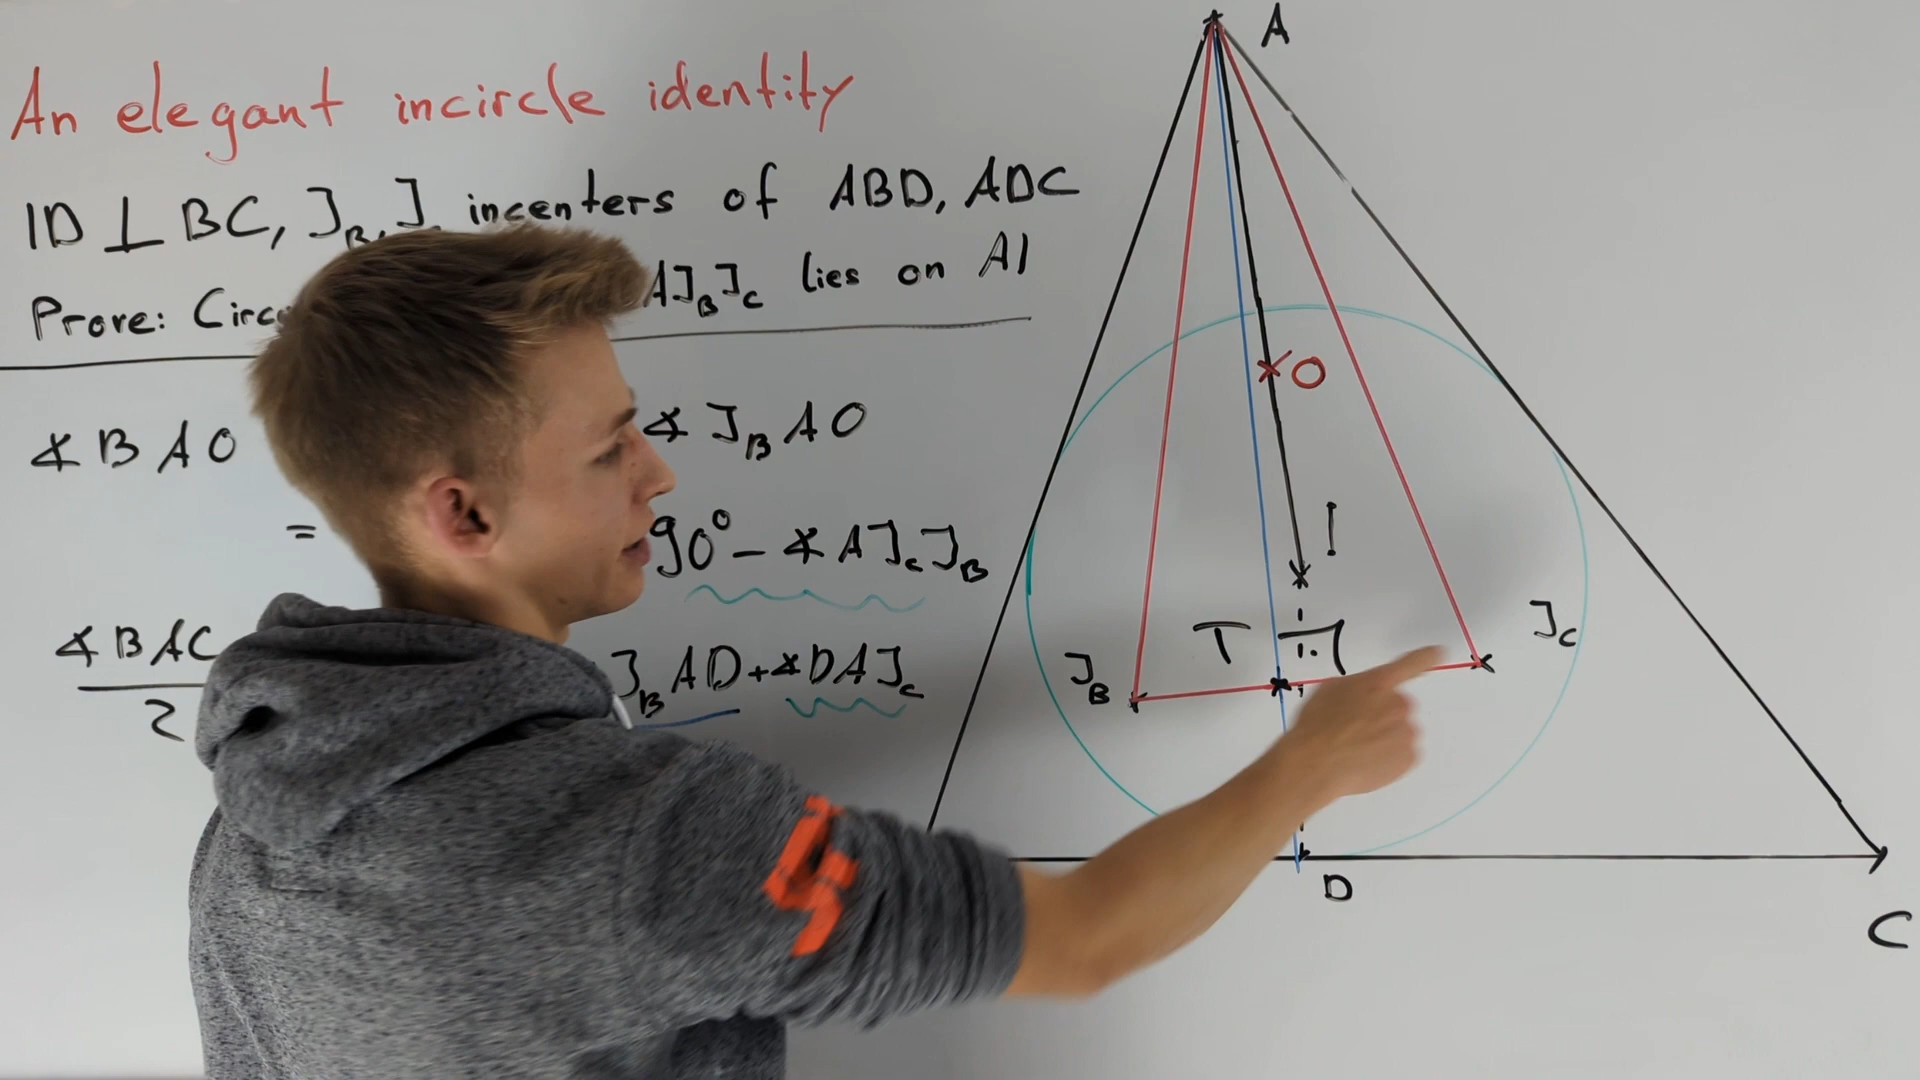 An elegant incircle identity
ID ⊥ BC, J_B, J incenters of ABD, ADC
Prove: Circ AJ_BJ_C lies on AI
∡BAO ∡J_BAO
= 90° - ∡AJ_CJ_B
∡BAC J_BAD + ∡DAJ_C
2
A
O
I
T
J_B
J_C
D
C